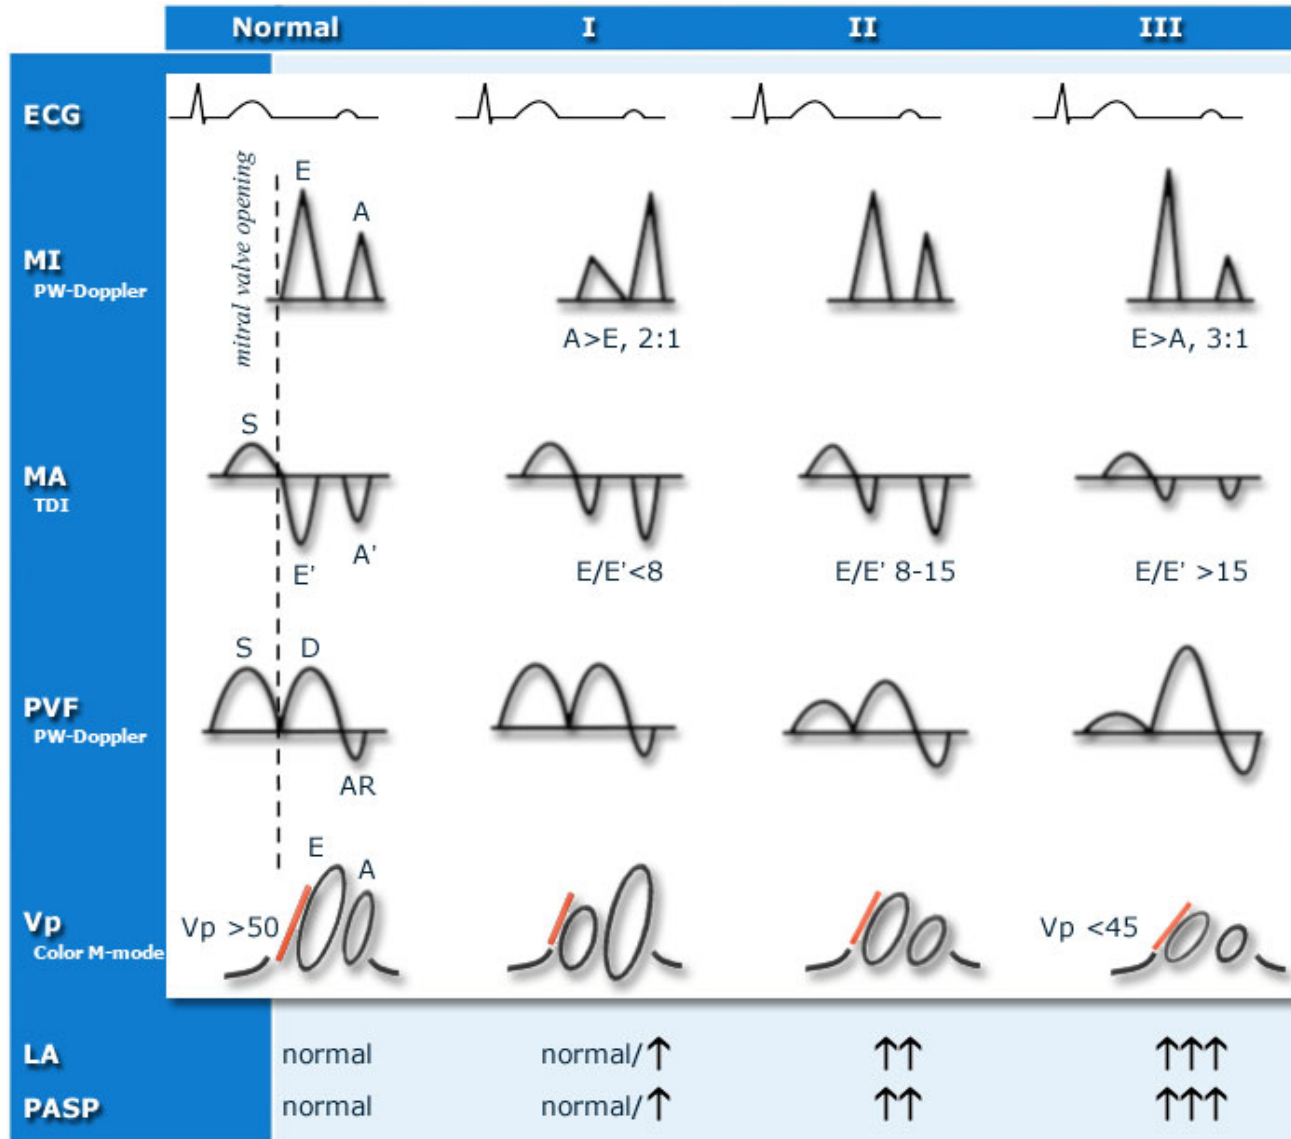 Normal I II III
ECG
mitral valve opening
E
A
MI
PW-Doppler
A>E, 2:1 E>A, 3:1
S
MA
TDI
E' A' E/E'<8 E/E' 8-15 E/E' >15
S D
PVF
PW-Doppler
AR
E
A
Vp
Color M-mode
Vp >50 Vp <45
LA normal normal/↑ ↑↑ ↑↑↑
PASP normal normal/↑ ↑↑ ↑↑↑